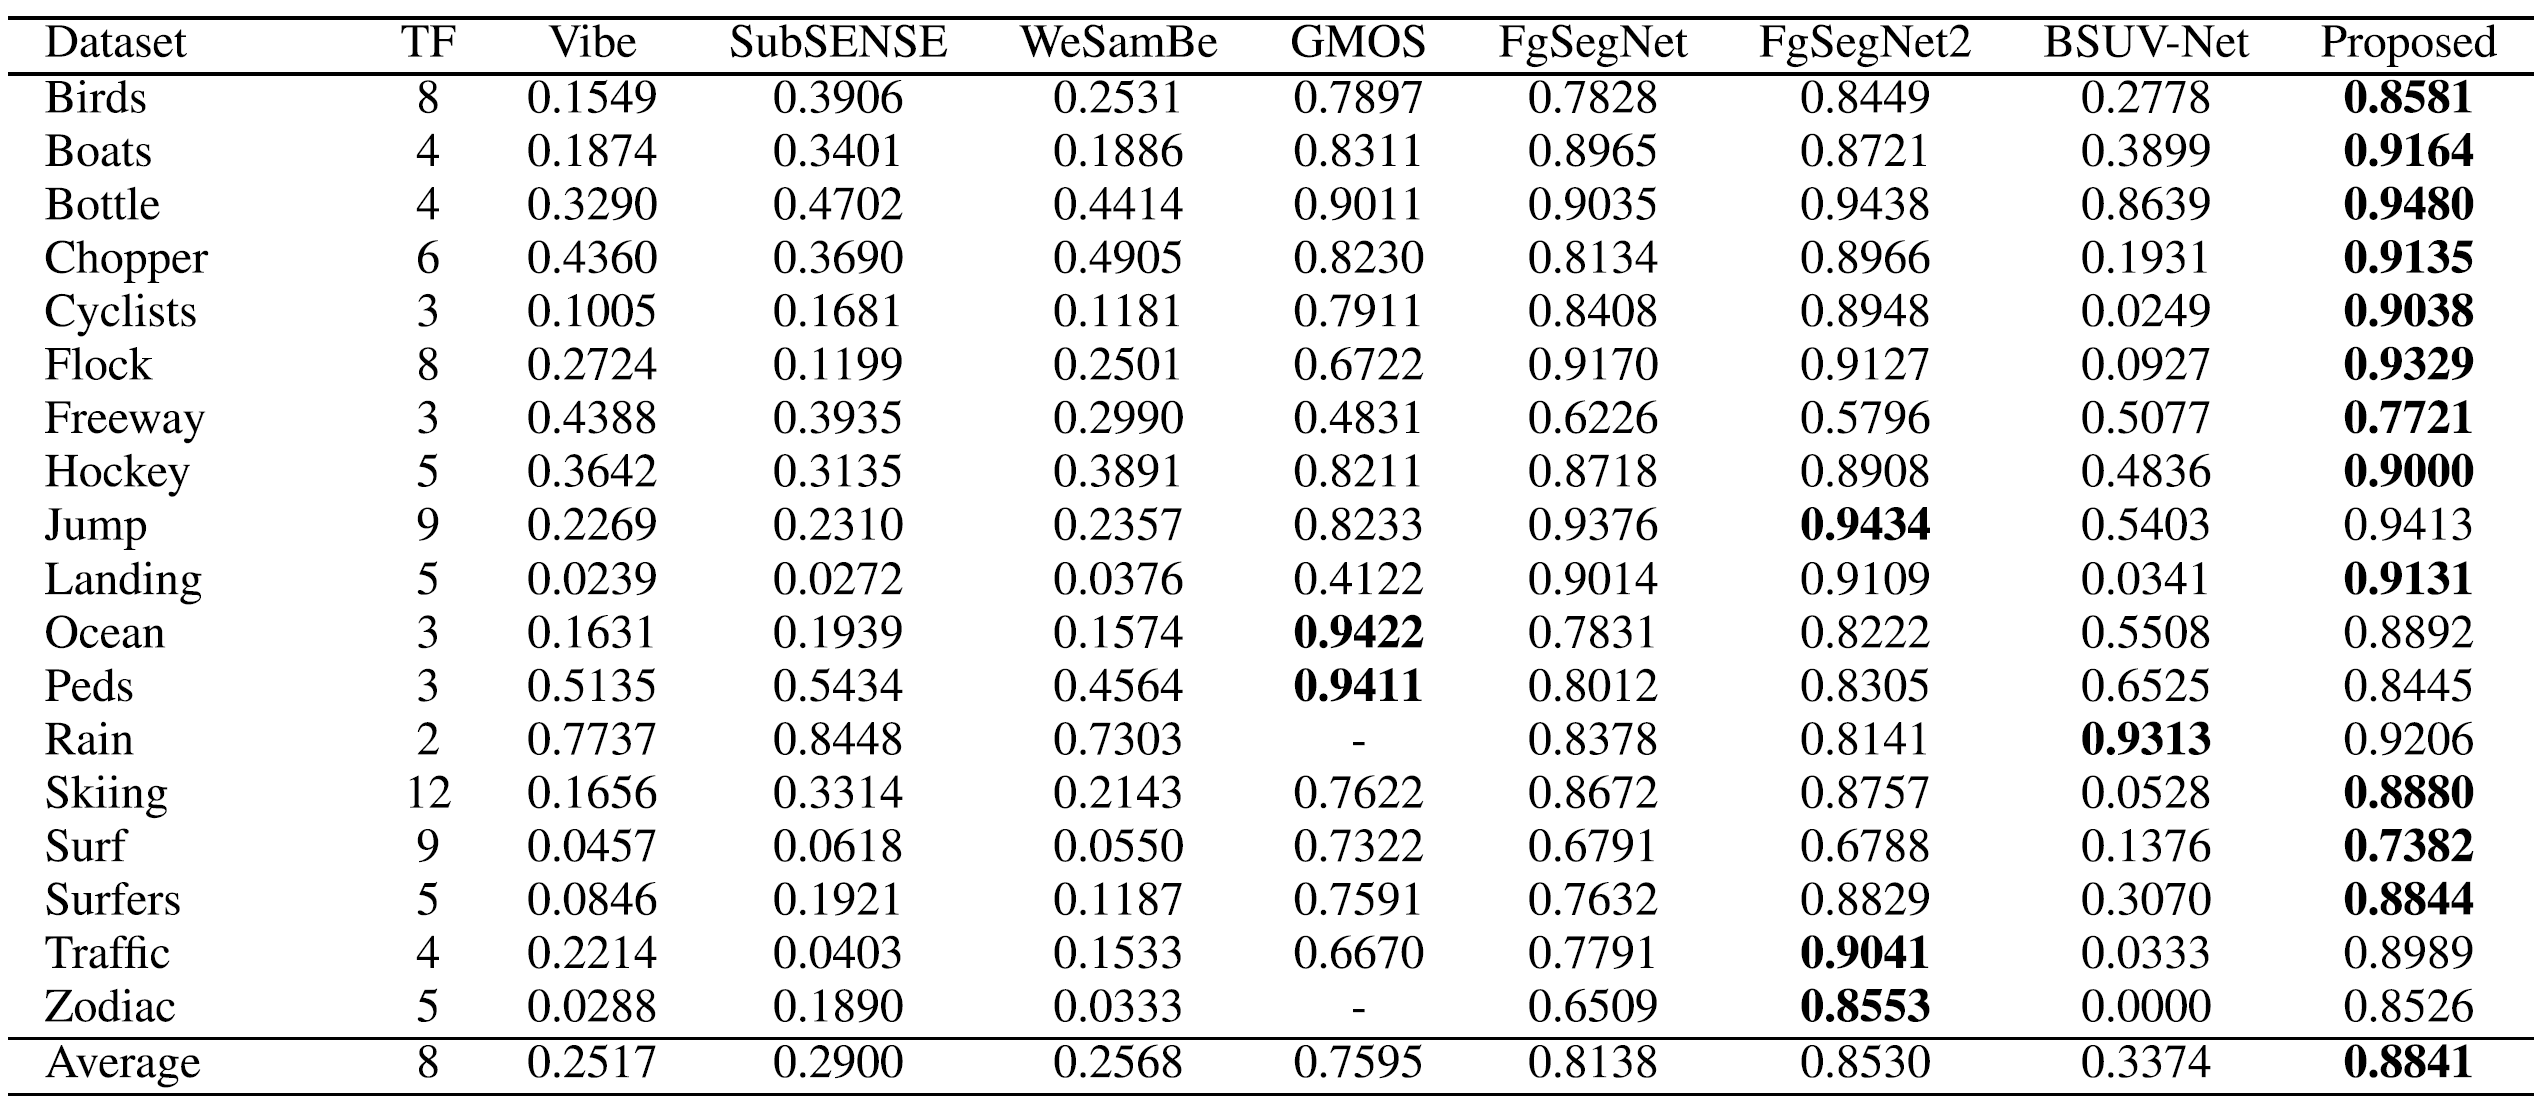 Dataset TF Vibe SubSENSE WeSamBe GMOS FgSegNet FgSegNet2 BSUV-Net Proposed
Birds 8 0.1549 0.3906 0.2531 0.7897 0.7828 0.8449 0.2778 0.8581
Boats 4 0.1874 0.3401 0.1886 0.8311 0.8965 0.8721 0.3899 0.9164
Bottle 4 0.3290 0.4702 0.4414 0.9011 0.9035 0.9438 0.8639 0.9480
Chopper 6 0.4360 0.3690 0.4905 0.8230 0.8134 0.8966 0.1931 0.9135
Cyclists 3 0.1005 0.1681 0.1181 0.7911 0.8408 0.8948 0.0249 0.9038
Flock 8 0.2724 0.1199 0.2501 0.6722 0.9170 0.9127 0.0927 0.9329
Freeway 3 0.4388 0.3935 0.2990 0.4831 0.6226 0.5796 0.5077 0.7721
Hockey 5 0.3642 0.3135 0.3891 0.8211 0.8718 0.8908 0.4836 0.9000
Jump 9 0.2269 0.2310 0.2357 0.8233 0.9376 0.9434 0.5403 0.9413
Landing 5 0.0239 0.0272 0.0376 0.4122 0.9014 0.9109 0.0341 0.9131
Ocean 3 0.1631 0.1939 0.1574 0.9422 0.7831 0.8222 0.5508 0.8892
Peds 3 0.5135 0.5434 0.4564 0.9411 0.8012 0.8305 0.6525 0.8445
Rain 2 0.7737 0.8448 0.7303 - 0.8378 0.8141 0.9313 0.9206
Skiing 12 0.1656 0.3314 0.2143 0.7622 0.8672 0.8757 0.0528 0.8880
Surf 9 0.0457 0.0618 0.0550 0.7322 0.6791 0.6788 0.1376 0.7382
Surfers 5 0.0846 0.1921 0.1187 0.7591 0.7632 0.8829 0.3070 0.8844
Traffic 4 0.2214 0.0403 0.1533 0.6670 0.7791 0.9041 0.0333 0.8989
Zodiac 5 0.0288 0.1890 0.0333 - 0.6509 0.8553 0.0000 0.8526
Average 8 0.2517 0.2900 0.2568 0.7595 0.8138 0.8530 0.3374 0.8841